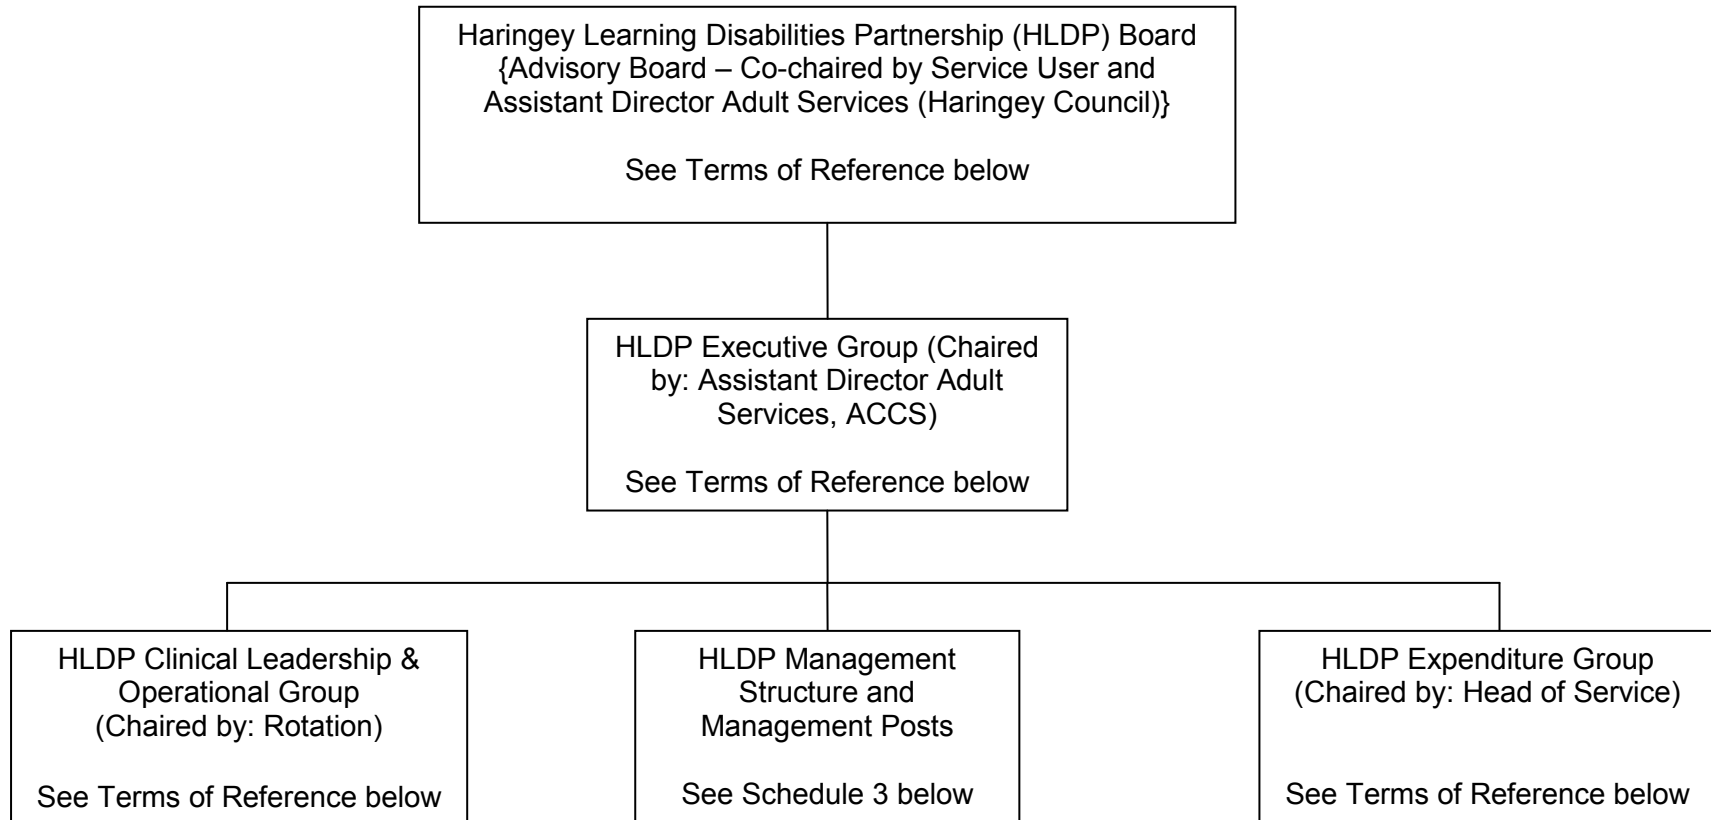 Haringey Learning Disabilities Partnership (HLDP) Board
{Advisory Board – Co-chaired by Service User and
Assistant Director Adult Services (Haringey Council)}
See Terms of Reference below
HLDP Executive Group (Chaired
by: Assistant Director Adult
Services, ACCS)
See Terms of Reference below
HLDP Clinical Leadership &
Operational Group
(Chaired by: Rotation)
See Terms of Reference below
HLDP Management
Structure and
Management Posts
See Schedule 3 below
HLDP Expenditure Group
(Chaired by: Head of Service)
See Terms of Reference below